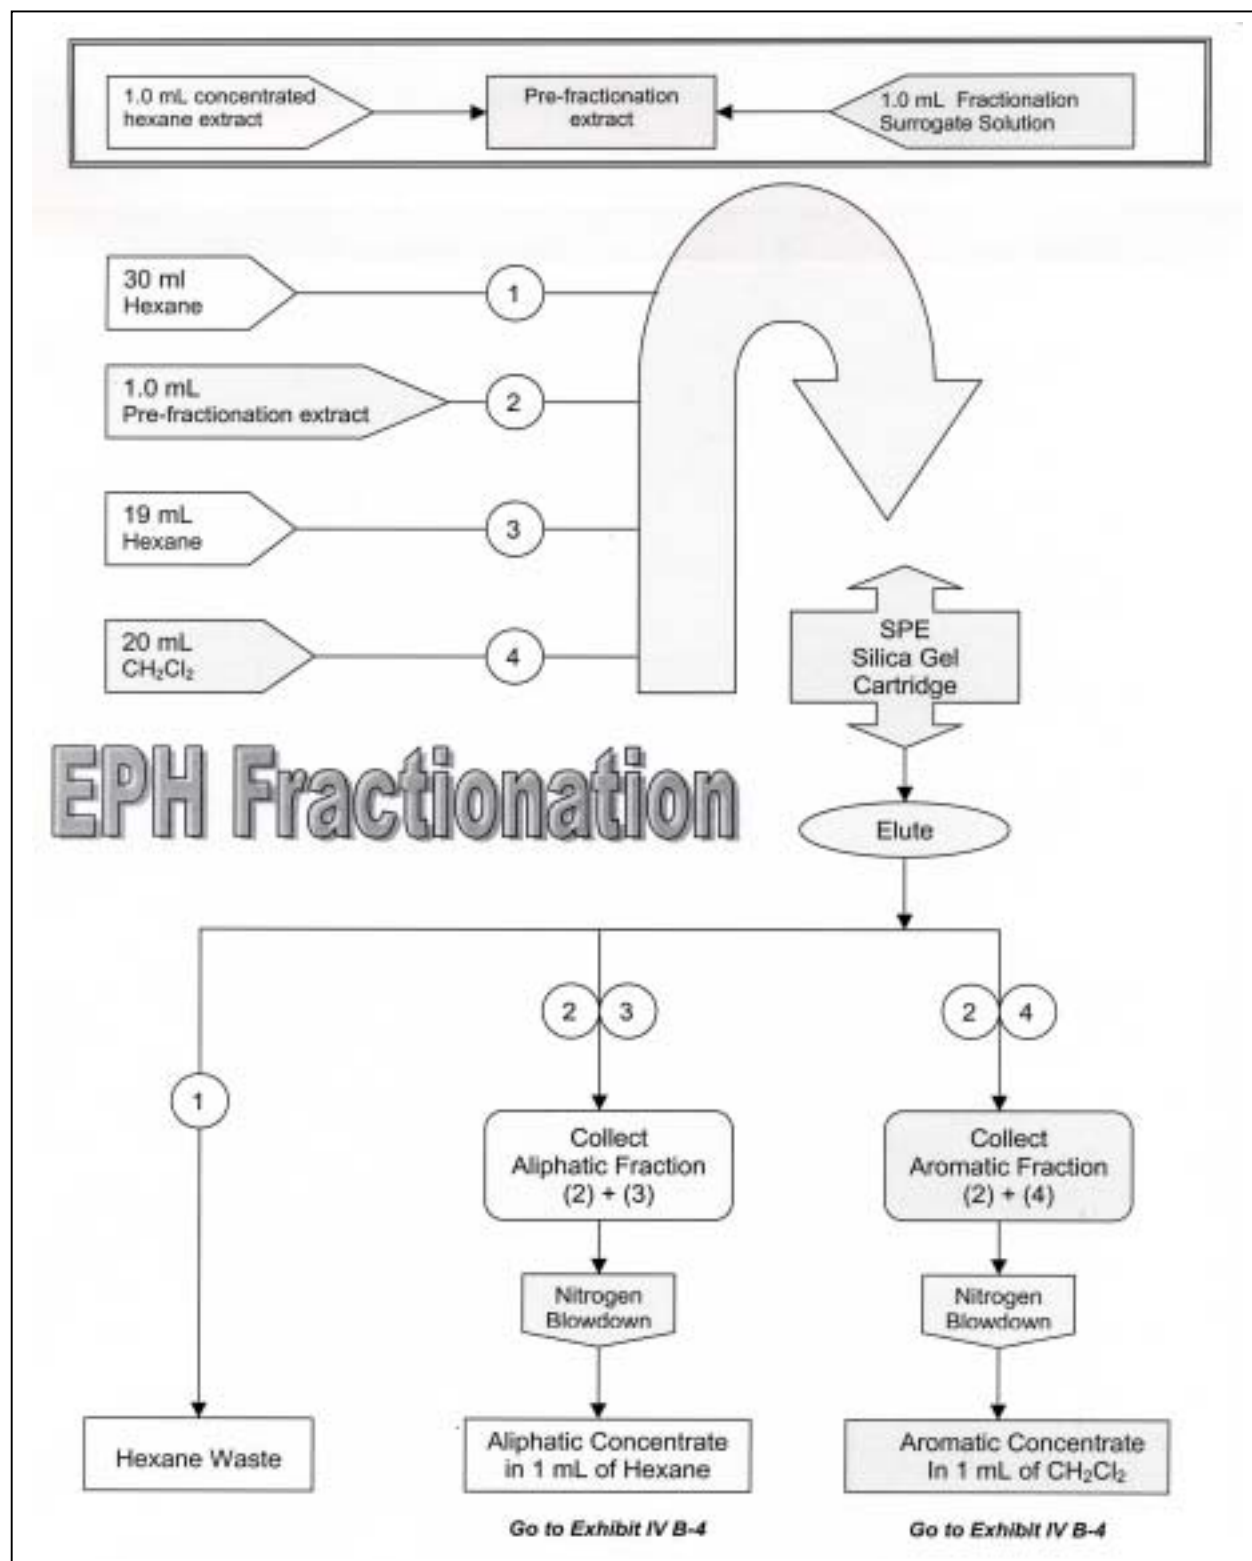 1.0 mL concentrated
hexane extract
Pre-fractionation
extract
1.0 mL Fractionation
Surrogate Solution
30 ml
Hexane
1
1.0 mL
Pre-fractionation extract
2
19 mL
Hexane
3
20 mL
CH₂Cl₂
4
SPE
Silica Gel
Cartridge
EPH Fractionation
Elute
2 3
2 4
1
Collect
Aliphatic Fraction
(2) + (3)
Collect
Aromatic Fraction
(2) + (4)
Nitrogen
Blowdown
Nitrogen
Blowdown
Hexane Waste
Aliphatic Concentrate
in 1 mL of Hexane
Aromatic Concentrate
In 1 mL of CH₂Cl₂
Go to Exhibit IV B-4
Go to Exhibit IV B-4